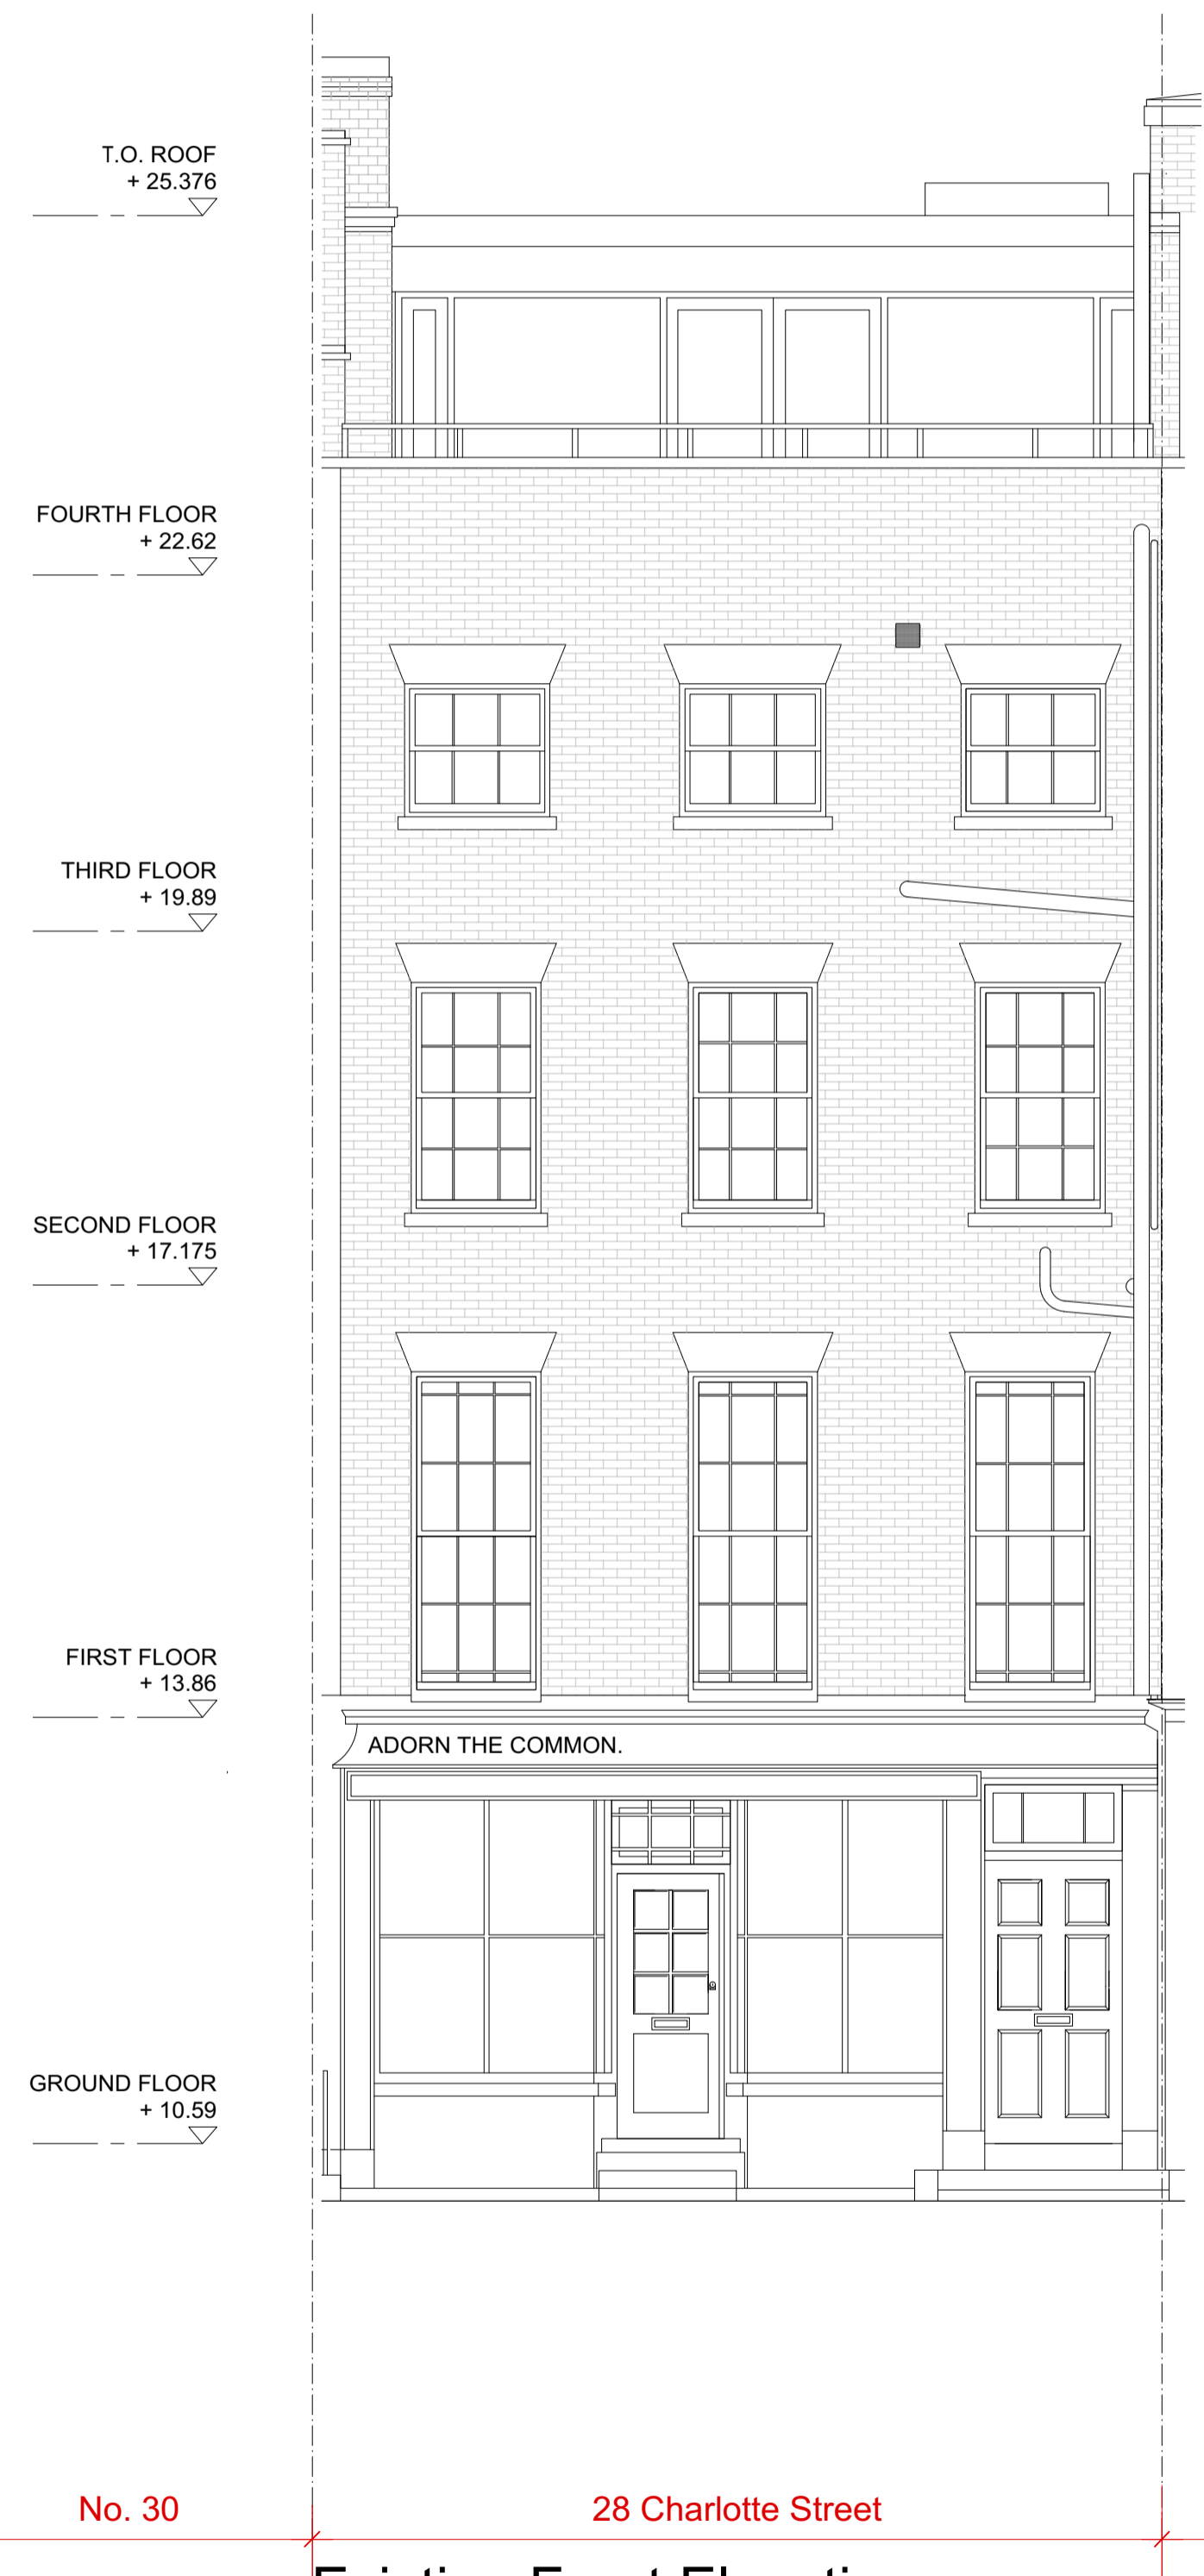 T.O. ROOF
+ 25.376
FOURTH FLOOR
+ 22.62
THIRD FLOOR
+ 19.89
SECOND FLOOR
+ 17.175
FIRST FLOOR
+ 13.86
ADORN THE COMMON.
GROUND FLOOR
+ 10.59
No. 30
28 Charlotte Street